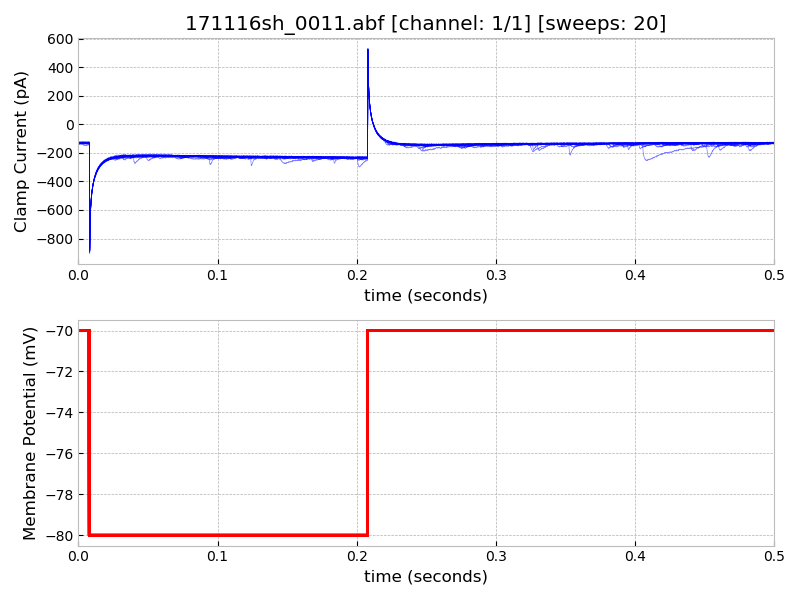 171116sh_0011.abf [channel: 1/1] [sweeps: 20]
Clamp Current (pA)
600
400
200
0
−200
−400
−600
−800
0.0 0.1 0.2 0.3 0.4 0.5
time (seconds)
Membrane Potential (mV)
−70
−72
−74
−76
−78
−80
0.0 0.1 0.2 0.3 0.4 0.5
time (seconds)